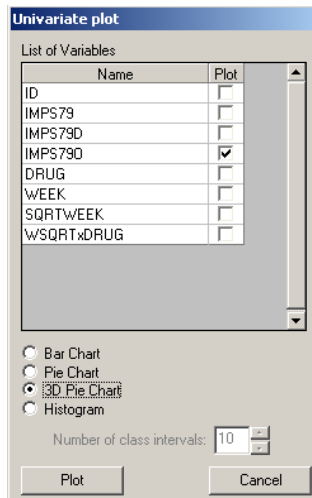 Univariate plot
List of Variables
Name Plot
ID
IMPS79
IMPS79D
IMPS79O
DRUG
WEEK
SQRTWEEK
WSQRTxDRUG
Bar Chart
Pie Chart
3D Pie Chart
Histogram
Number of class intervals: 10
Plot Cancel